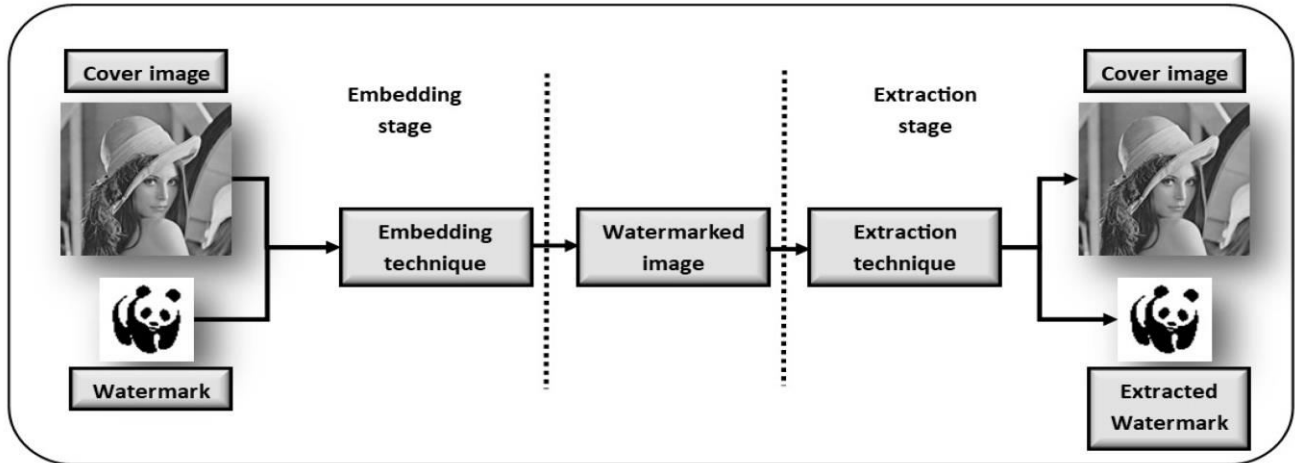 Cover image
Embedding
stage
Extraction
stage
Cover image
Embedding
technique
Watermarked
image
Extraction
technique
Watermark
Extracted
Watermark